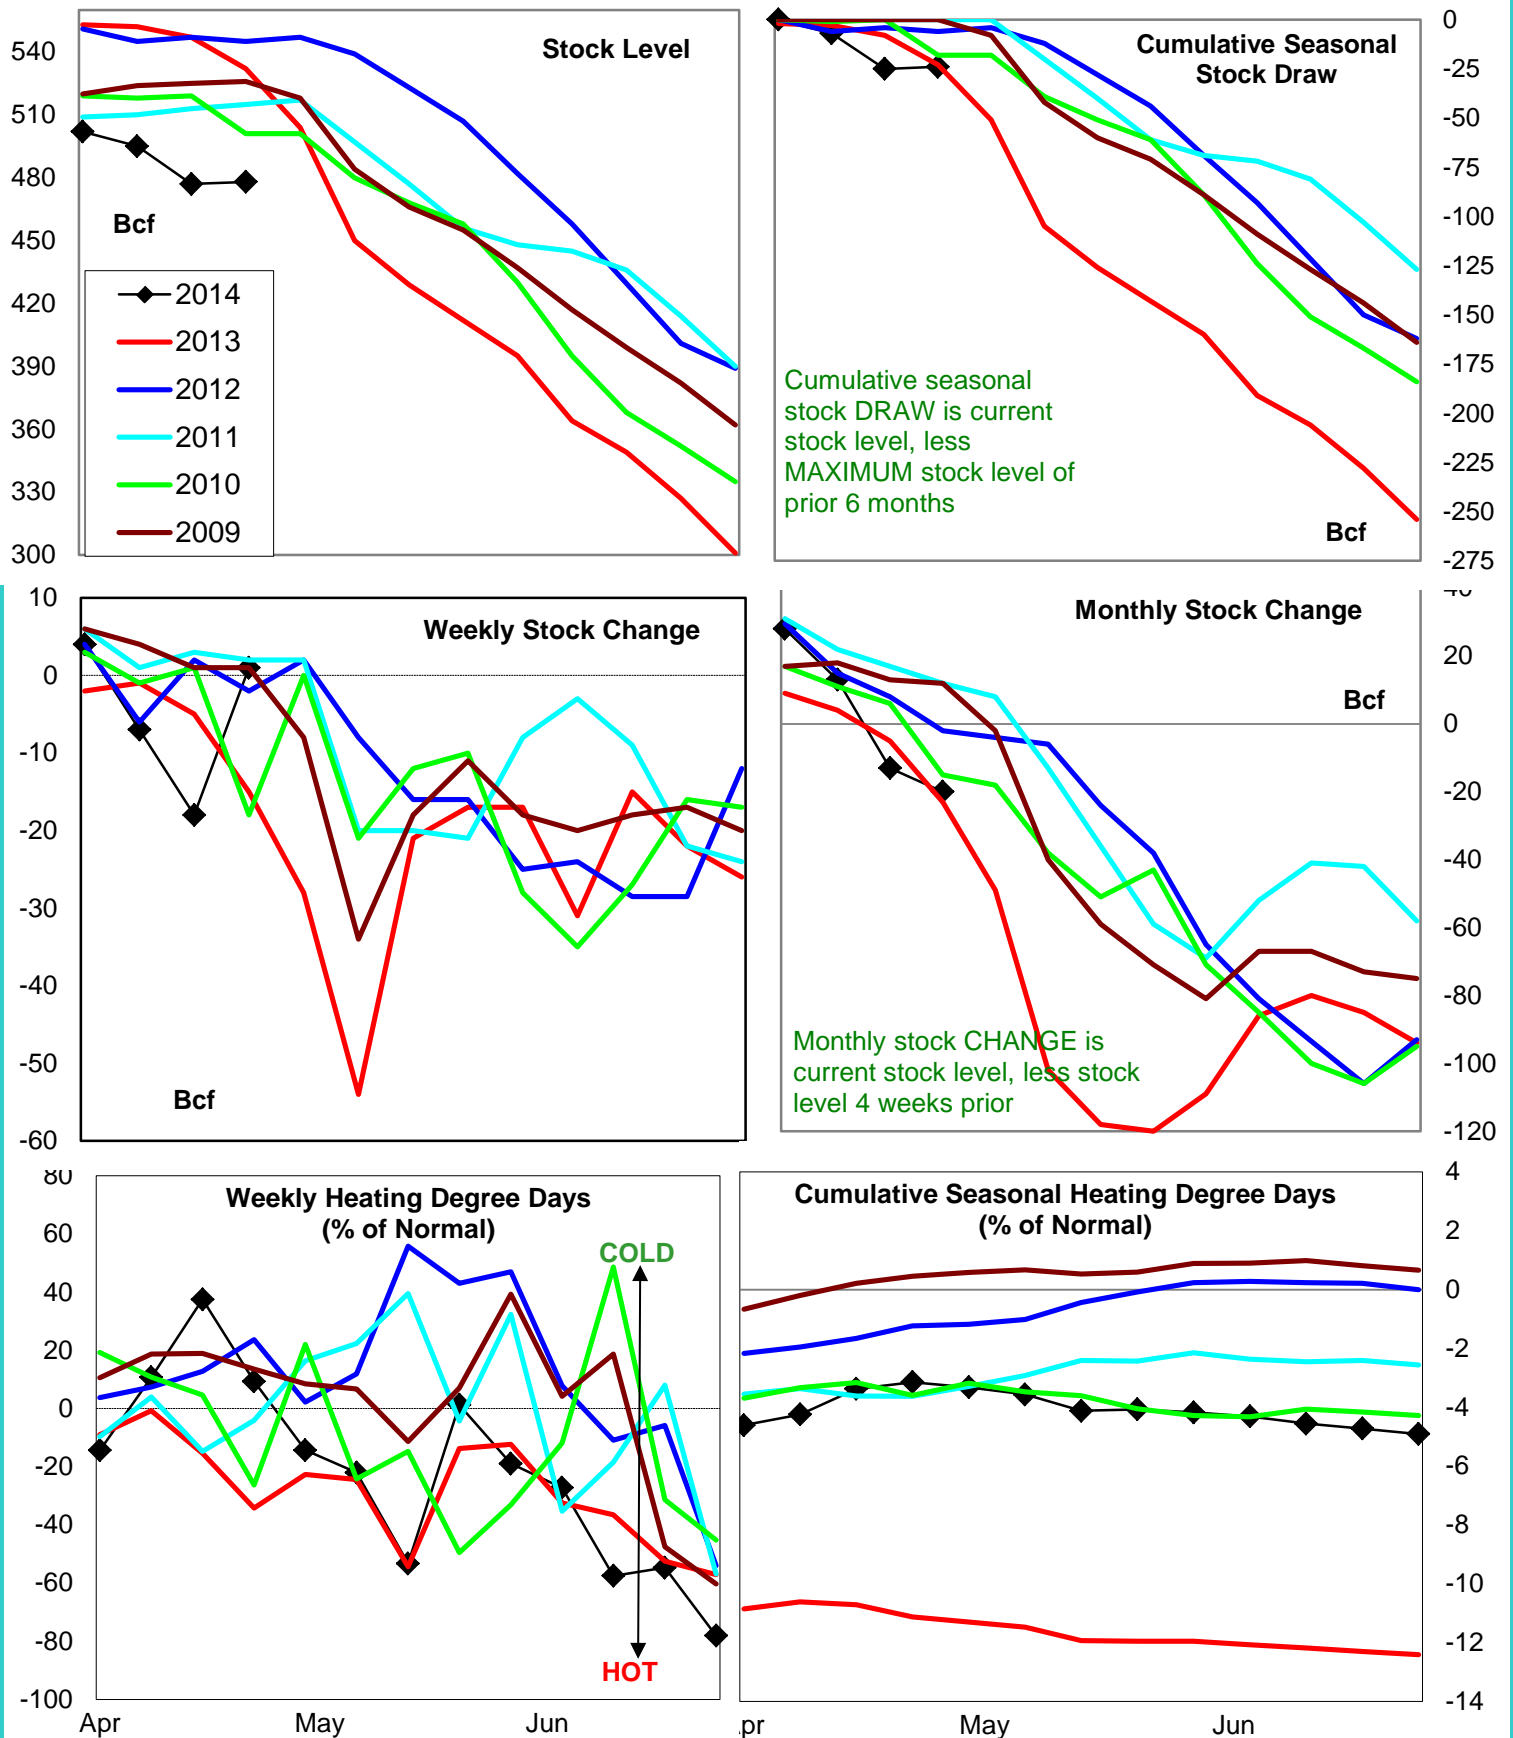 Stock Level
540
510
480
450
420
390
360
330
300
Bcf
2014
2013
2012
2011
2010
2009
Cumulative Seasonal
Stock Draw
0
-25
-50
-75
-100
-125
-150
-175
-200
-225
-250
-275
Cumulative seasonal
stock DRAW is current
stock level, less
MAXIMUM stock level of
prior 6 months
Bcf
Weekly Stock Change
10
0
-10
-20
-30
-40
-50
-60
Bcf
Monthly Stock Change
40
20
0
-20
-40
-60
-80
-100
-120
Bcf
Monthly stock CHANGE is
current stock level, less stock
level 4 weeks prior
Weekly Heating Degree Days
(% of Normal)
80
60
40
20
0
-20
-40
-60
-80
-100
COLD
HOT
Apr May Jun
Cumulative Seasonal Heating Degree Days
(% of Normal)
4
2
0
-2
-4
-6
-8
-10
-12
-14
pr May Jun